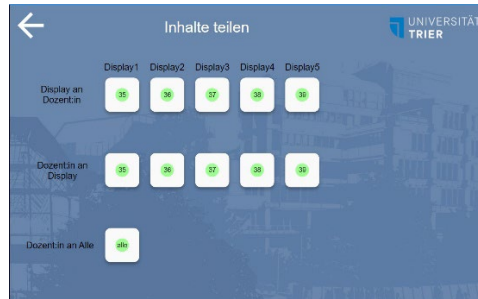 Inhalte teilen
UNIVERSITÄT
TRIER
Display1 Display2 Display3 Display4 Display5
Display an
Dozent:in
35 36 37 38 39
Dozent:in an
Display
35 36 37 38 39
Dozent:in an Alle
alle